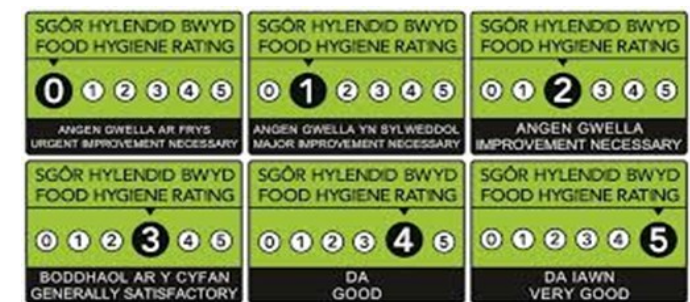 SGÔR HYLENDID BWYD
FOOD HYGIENE RATING
0 1 2 3 4 5
ANGEN GWELLA AR FRYS
URGENT IMPROVEMENT NECESSARY
SGÔR HYLENDID BWYD
FOOD HYGIENE RATING
0 1 2 3 4 5
ANGEN GWELLA YN SYLWEDDOL
MAJOR IMPROVEMENT NECESSARY
SGÔR HYLENDID BWYD
FOOD HYGIENE RATING
0 1 2 3 4 5
ANGEN GWELLA
IMPROVEMENT NECESSARY
SGÔR HYLENDID BWYD
FOOD HYGIENE RATING
0 1 2 3 4 5
BODDHAOL AR Y CYFAN
GENERALLY SATISFACTORY
SGÔR HYLENDID BWYD
FOOD HYGIENE RATING
0 1 2 3 4 5
DA
GOOD
SGÔR HYLENDID BWYD
FOOD HYGIENE RATING
0 1 2 3 4 5
DA IAWN
VERY GOOD